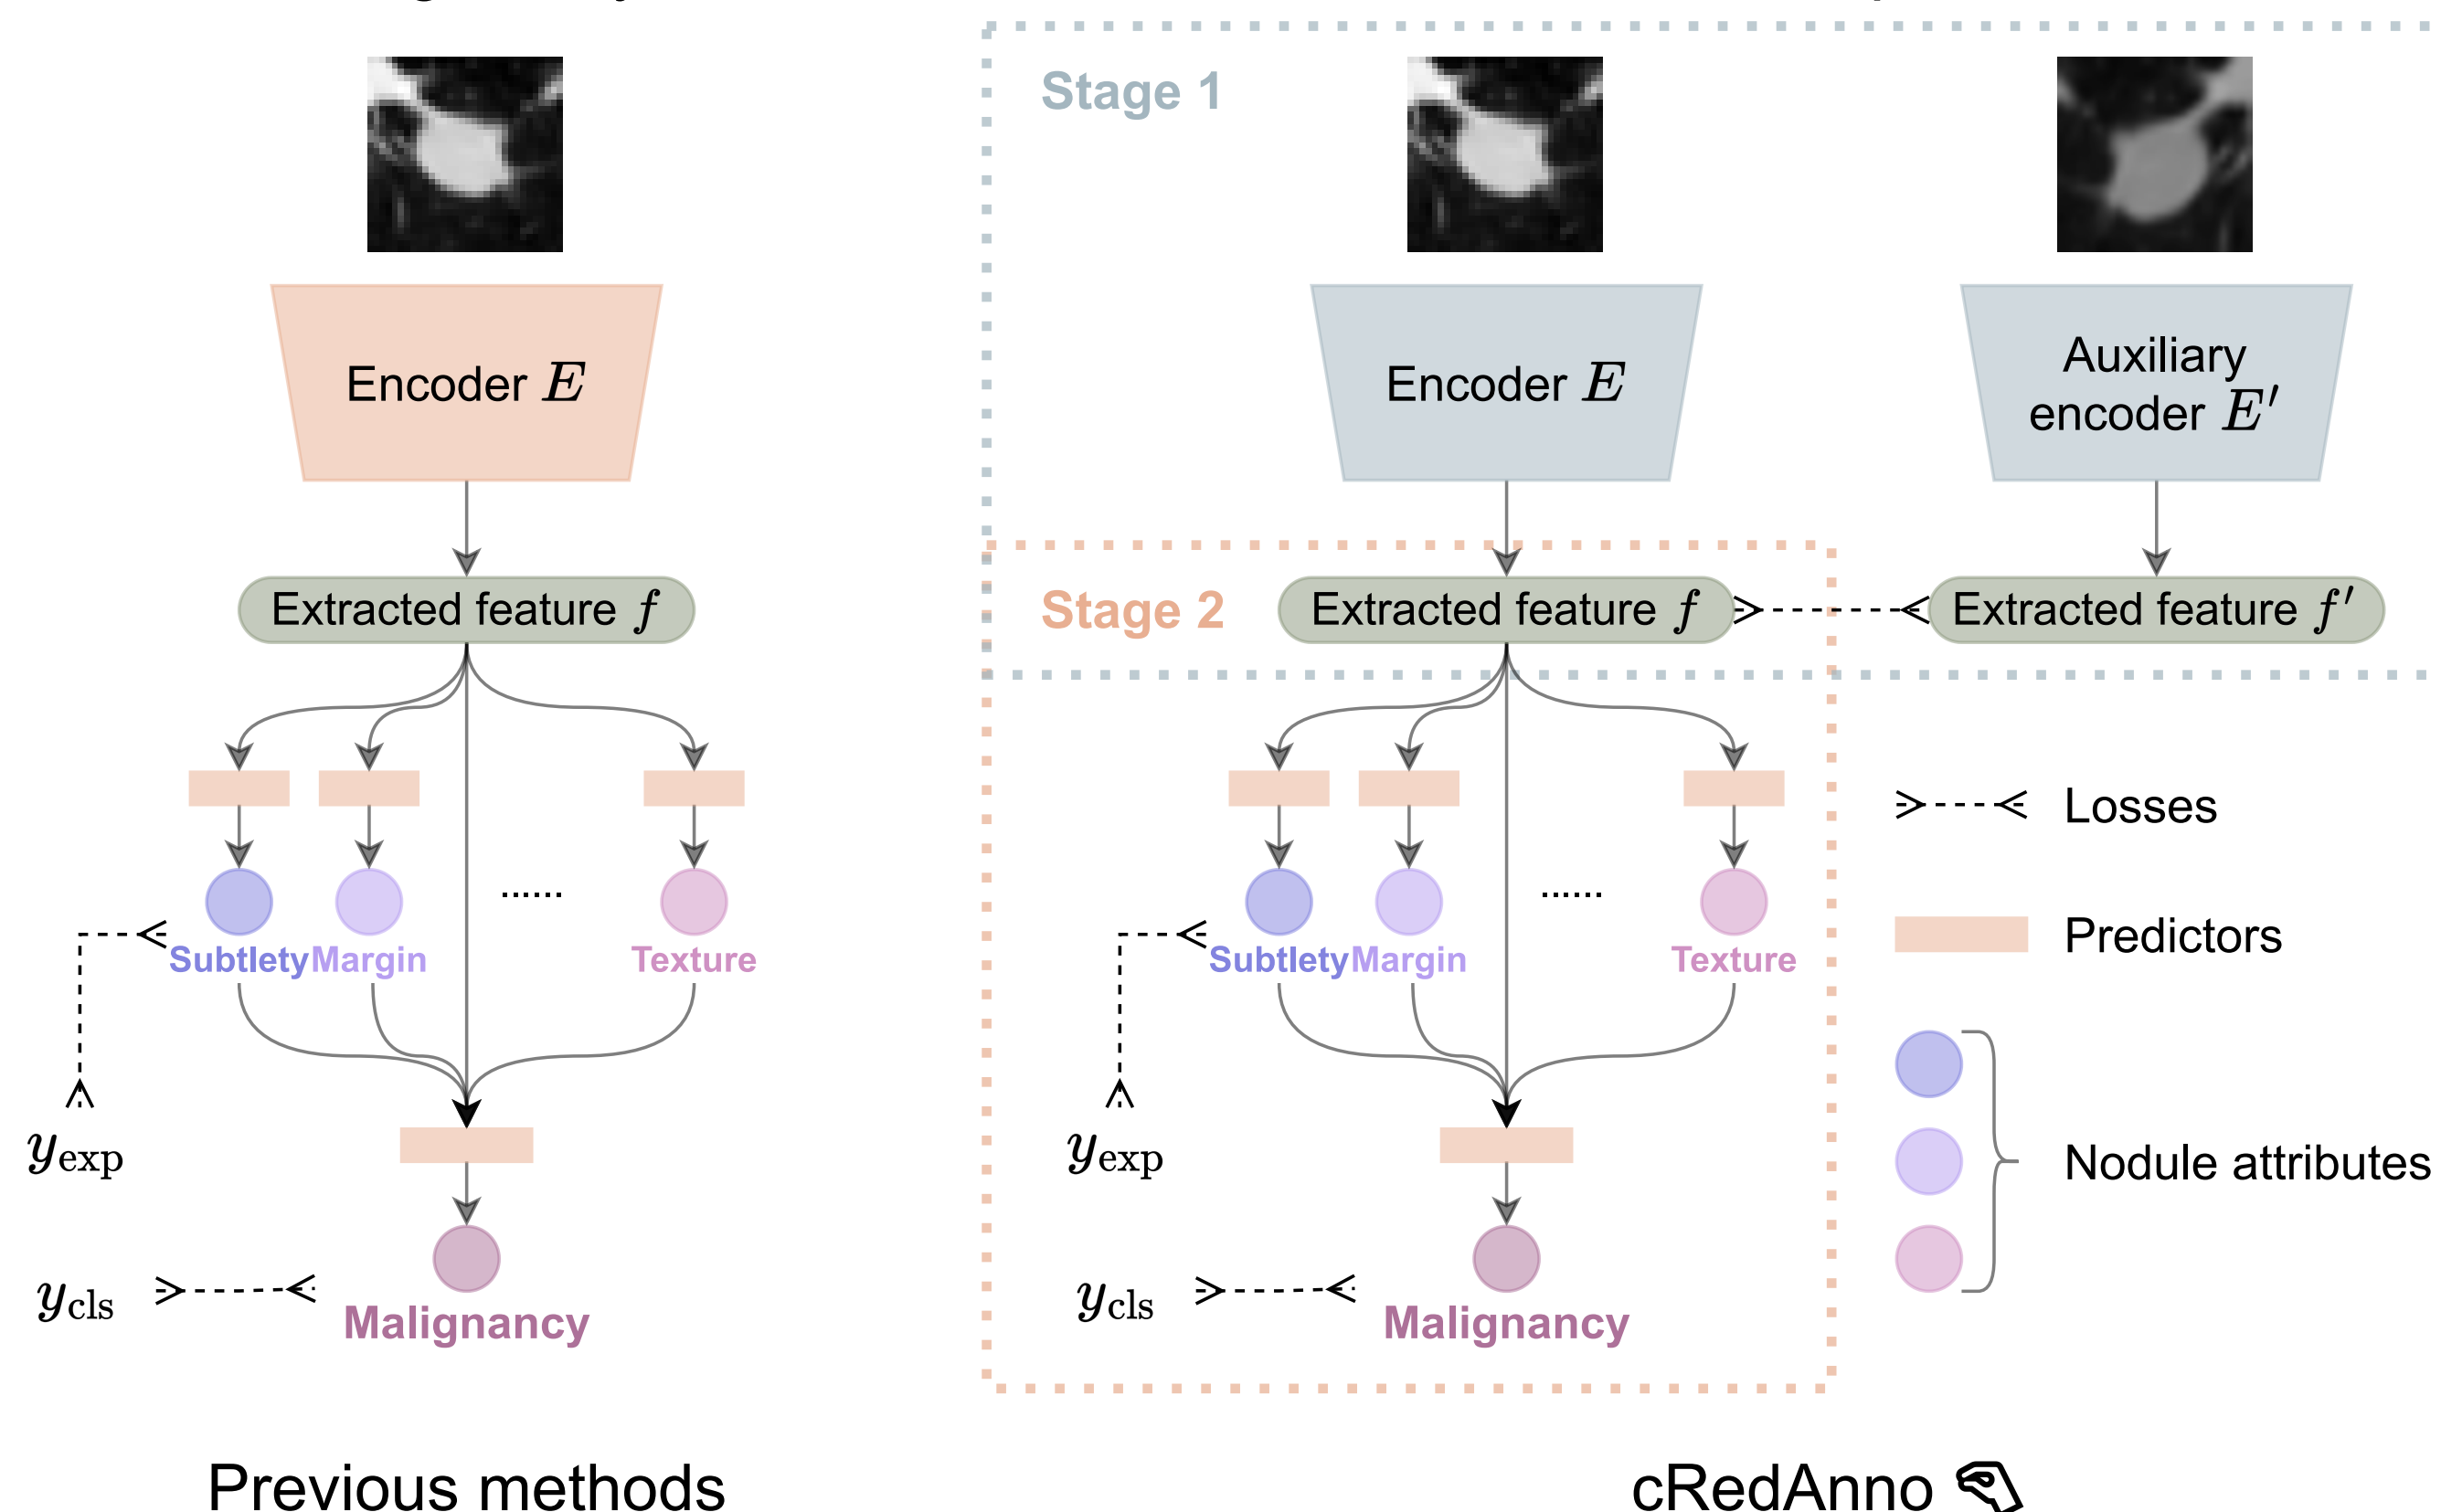 Stage 1
Encoder E
Encoder E
Auxiliary
encoder E′
Extracted feature f
Stage 2
Extracted feature f
Extracted feature f′
Losses
......
......
Predictors
Subtlety
Margin
Texture
Subtlety
Margin
Texture
y_exp
y_exp
Nodule attributes
y_cls
Malignancy
y_cls
Malignancy
Previous methods
cRedAnno